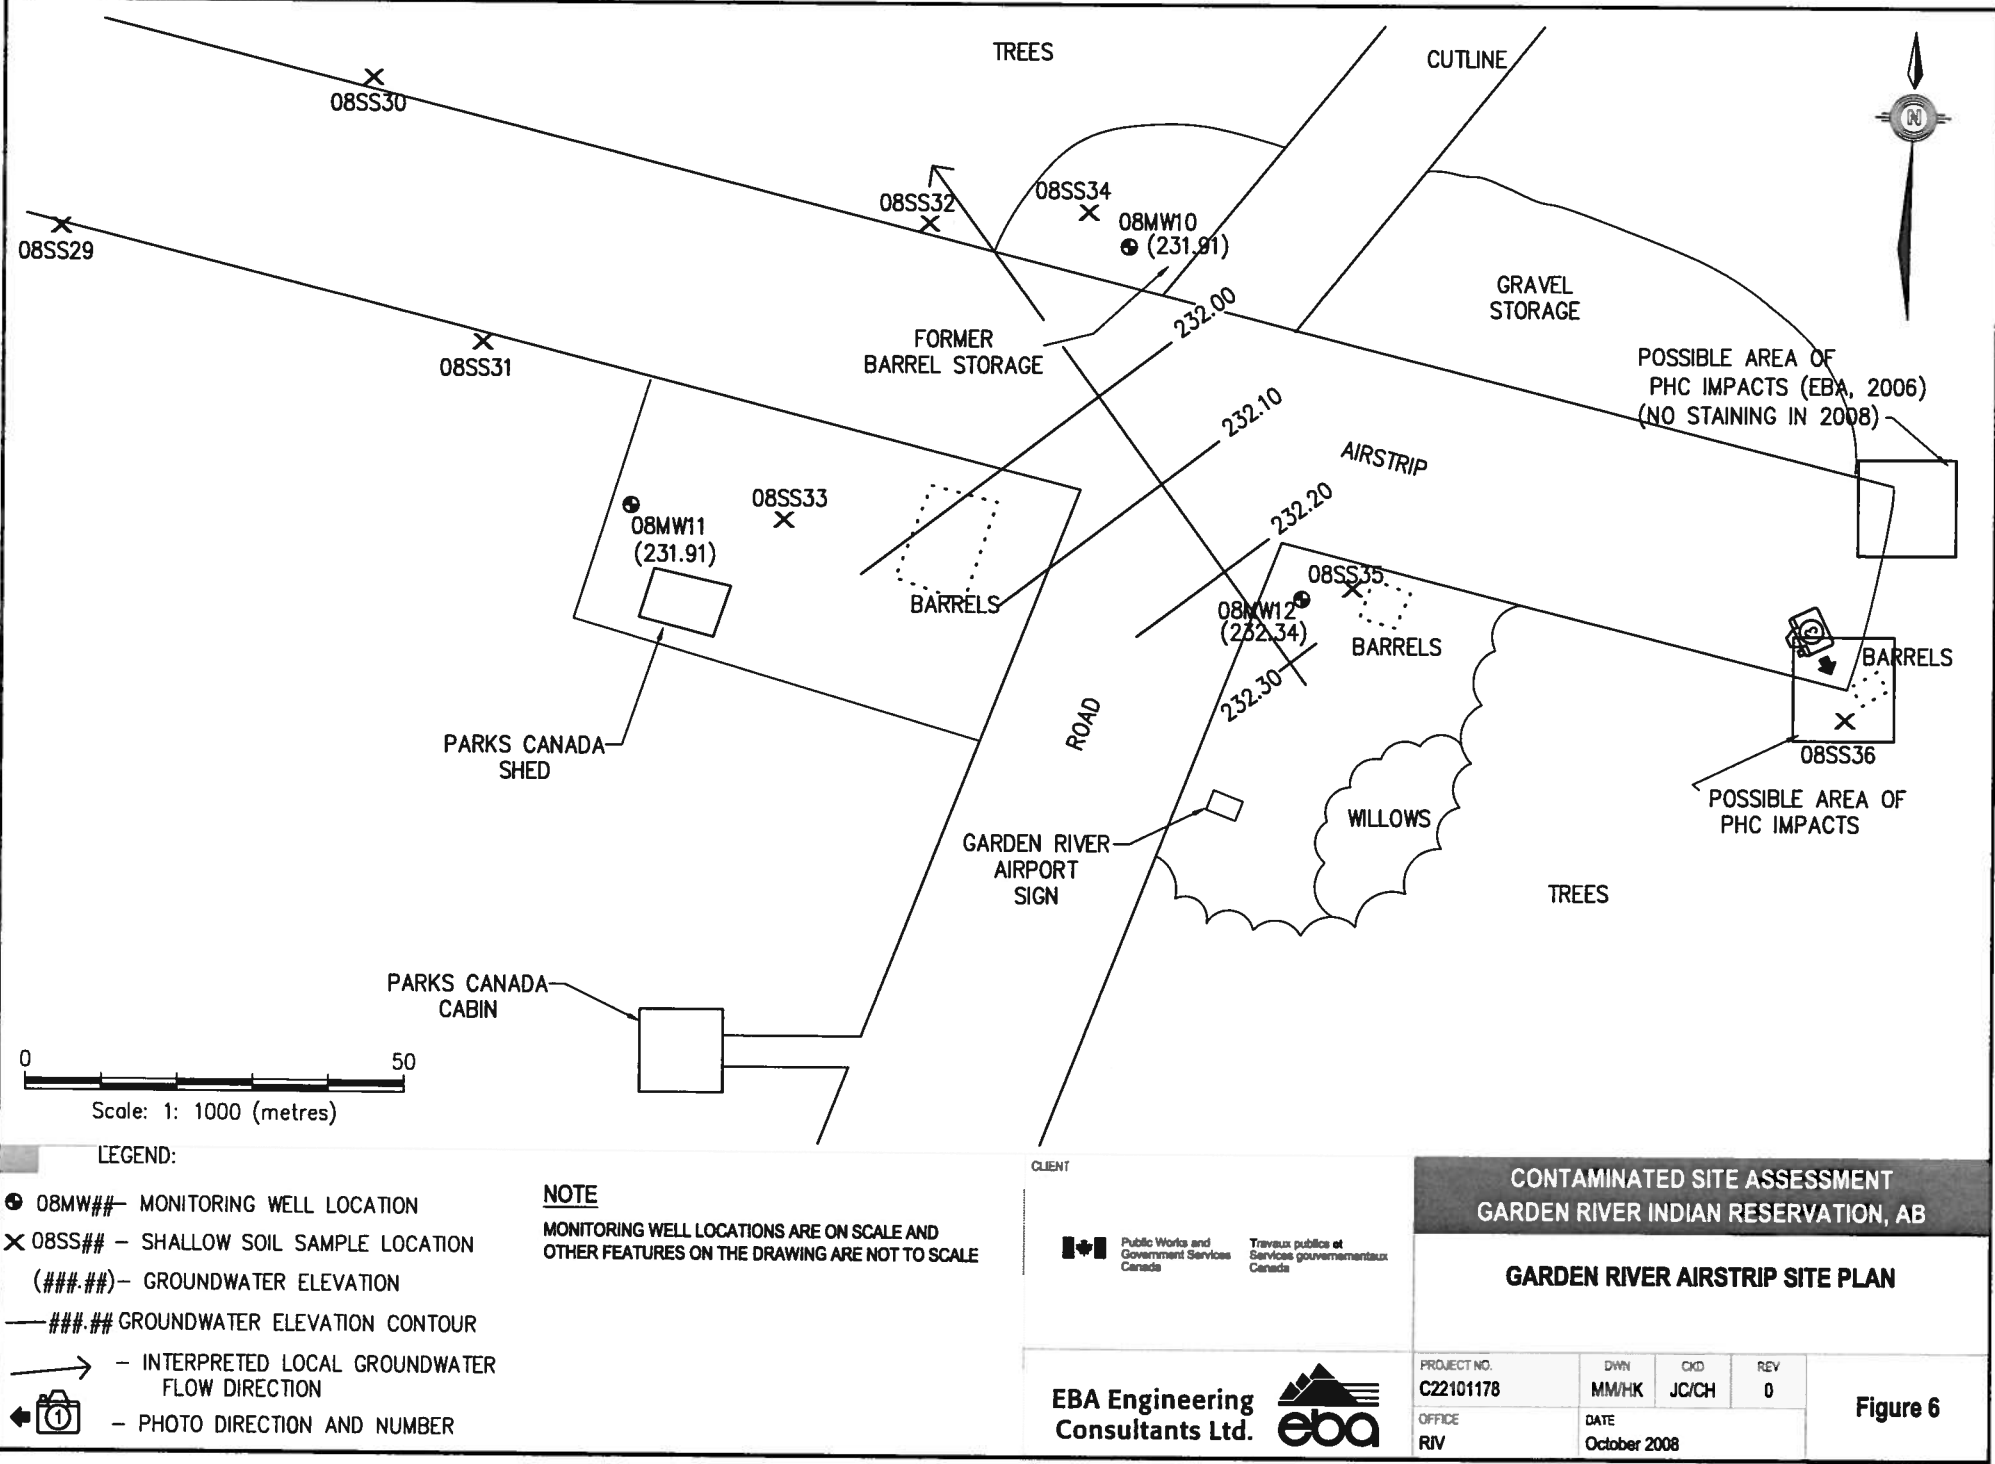 TREES
CUTLINE
N
08SS30
08SS32
08SS34
08MW10
(231.91)
08SS29
232.00
GRAVEL
STORAGE
FORMER
BARREL STORAGE
08SS31
POSSIBLE AREA OF
PHC IMPACTS (EBA, 2006)
(NO STAINING IN 2008)
232.10
AIRSTRIP
232.20
08SS33
08MW11
(231.91)
BARRELS
08SS35
08MW12
(232.34)
BARRELS
3
BARRELS
232.30
ROAD
08SS36
PARKS CANADA
SHED
POSSIBLE AREA OF
PHC IMPACTS
WILLOWS
GARDEN RIVER
AIRPORT
SIGN
TREES
PARKS CANADA
CABIN
0 50
Scale: 1: 1000 (metres)
LEGEND:
08MW##- MONITORING WELL LOCATION
08SS## - SHALLOW SOIL SAMPLE LOCATION
(###.##)- GROUNDWATER ELEVATION
###.## GROUNDWATER ELEVATION CONTOUR
- INTERPRETED LOCAL GROUNDWATER
FLOW DIRECTION
1 - PHOTO DIRECTION AND NUMBER
NOTE
MONITORING WELL LOCATIONS ARE ON SCALE AND
OTHER FEATURES ON THE DRAWING ARE NOT TO SCALE
CLIENT
Public Works and
Government Services
Canada
Travaux publics et
Services gouvernementaux
Canada
EBA Engineering
Consultants Ltd.
eba
CONTAMINATED SITE ASSESSMENT
GARDEN RIVER INDIAN RESERVATION, AB
GARDEN RIVER AIRSTRIP SITE PLAN
PROJECT NO.
C22101178
DWN
MM/HK
CKD
JC/CH
REV
0
OFFICE
RIV
DATE
October 2008
Figure 6